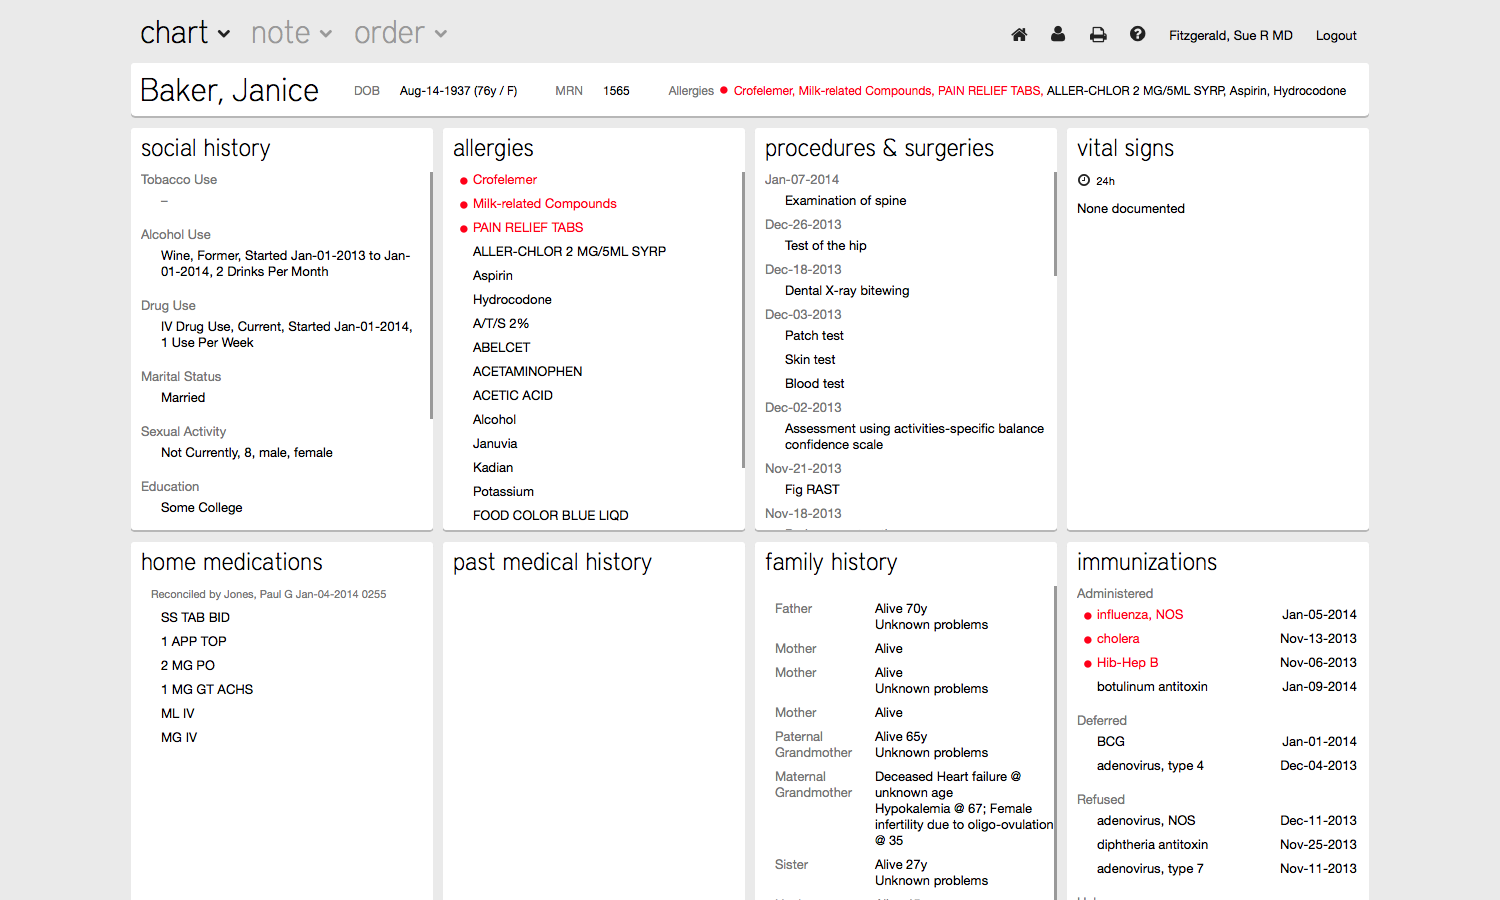 chart note order
Fitzgerald, Sue R MD Logout
Baker, Janice DOB Aug-14-1937 (76y / F) MRN 1565 Allergies Crofelemer, Milk-related Compounds, PAIN RELIEF TABS, ALLER-CHLOR 2 MG/5ML SYRP, Aspirin, Hydrocodone
social history
Tobacco Use
–
Alcohol Use
Wine, Former, Started Jan-01-2013 to Jan-
01-2014, 2 Drinks Per Month
Drug Use
IV Drug Use, Current, Started Jan-01-2014,
1 Use Per Week
Marital Status
Married
Sexual Activity
Not Currently, 8, male, female
Education
Some College
allergies
Crofelemer
Milk-related Compounds
PAIN RELIEF TABS
ALLER-CHLOR 2 MG/5ML SYRP
Aspirin
Hydrocodone
A/T/S 2%
ABELCET
ACETAMINOPHEN
ACETIC ACID
Alcohol
Januvia
Kadian
Potassium
FOOD COLOR BLUE LIQD
procedures & surgeries
Jan-07-2014
Examination of spine
Dec-26-2013
Test of the hip
Dec-18-2013
Dental X-ray bitewing
Dec-03-2013
Patch test
Skin test
Blood test
Dec-02-2013
Assessment using activities-specific balance
confidence scale
Nov-21-2013
Fig RAST
Nov-18-2013
vital signs
24h
None documented
home medications
Reconciled by Jones, Paul G Jan-04-2014 0255
SS TAB BID
1 APP TOP
2 MG PO
1 MG GT ACHS
ML IV
MG IV
past medical history
family history
Father Alive 70y
Unknown problems
Mother Alive
Mother Alive
Unknown problems
Mother Alive
Paternal Alive 65y
Grandmother Unknown problems
Maternal Deceased Heart failure @
Grandmother unknown age
Hypokalemia @ 67; Female
infertility due to oligo-ovulation
@ 35
Sister Alive 27y
Unknown problems
immunizations
Administered
influenza, NOS Jan-05-2014
cholera Nov-13-2013
Hib-Hep B Nov-06-2013
botulinum antitoxin Jan-09-2014
Deferred
BCG Jan-01-2014
adenovirus, type 4 Dec-04-2013
Refused
adenovirus, NOS Dec-11-2013
diphtheria antitoxin Nov-25-2013
adenovirus, type 7 Nov-11-2013